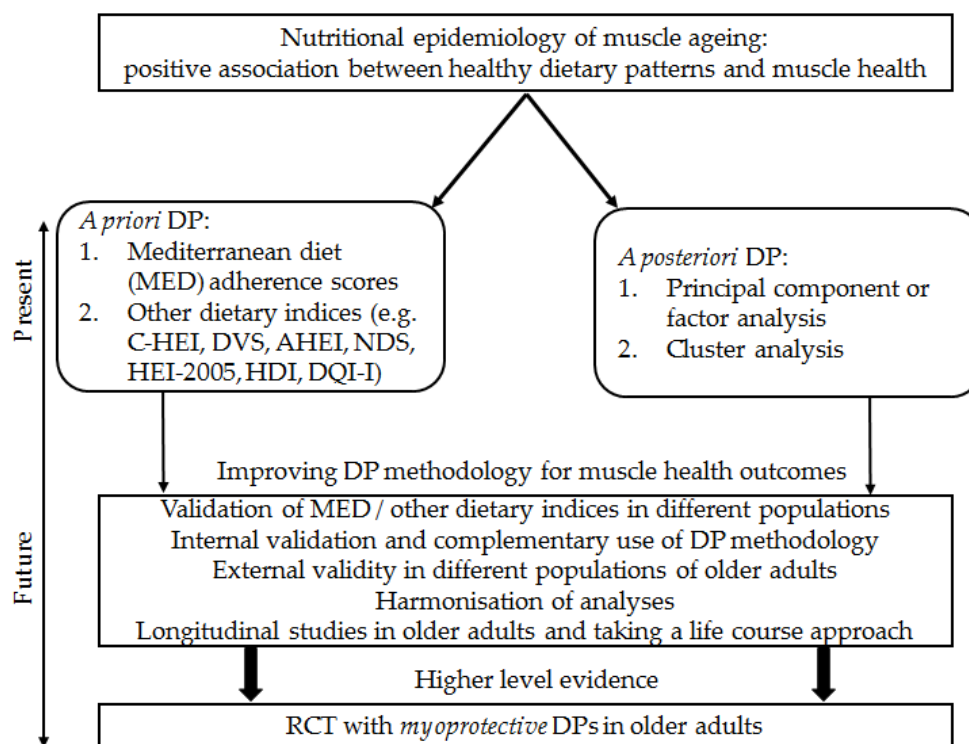 Nutritional epidemiology of muscle ageing:
positive association between healthy dietary patterns and muscle health
Present
A priori DP:
1. Mediterranean diet
(MED) adherence scores
2. Other dietary indices (e.g.
C-HEI, DVS, AHEI, NDS,
HEI-2005, HDI, DQI-I)
A posteriori DP:
1. Principal component or
factor analysis
2. Cluster analysis
Future
Improving DP methodology for muscle health outcomes
Validation of MED / other dietary indices in different populations
Internal validation and complementary use of DP methodology
External validity in different populations of older adults
Harmonisation of analyses
Longitudinal studies in older adults and taking a life course approach
Higher level evidence
RCT with myoprotective DPs in older adults